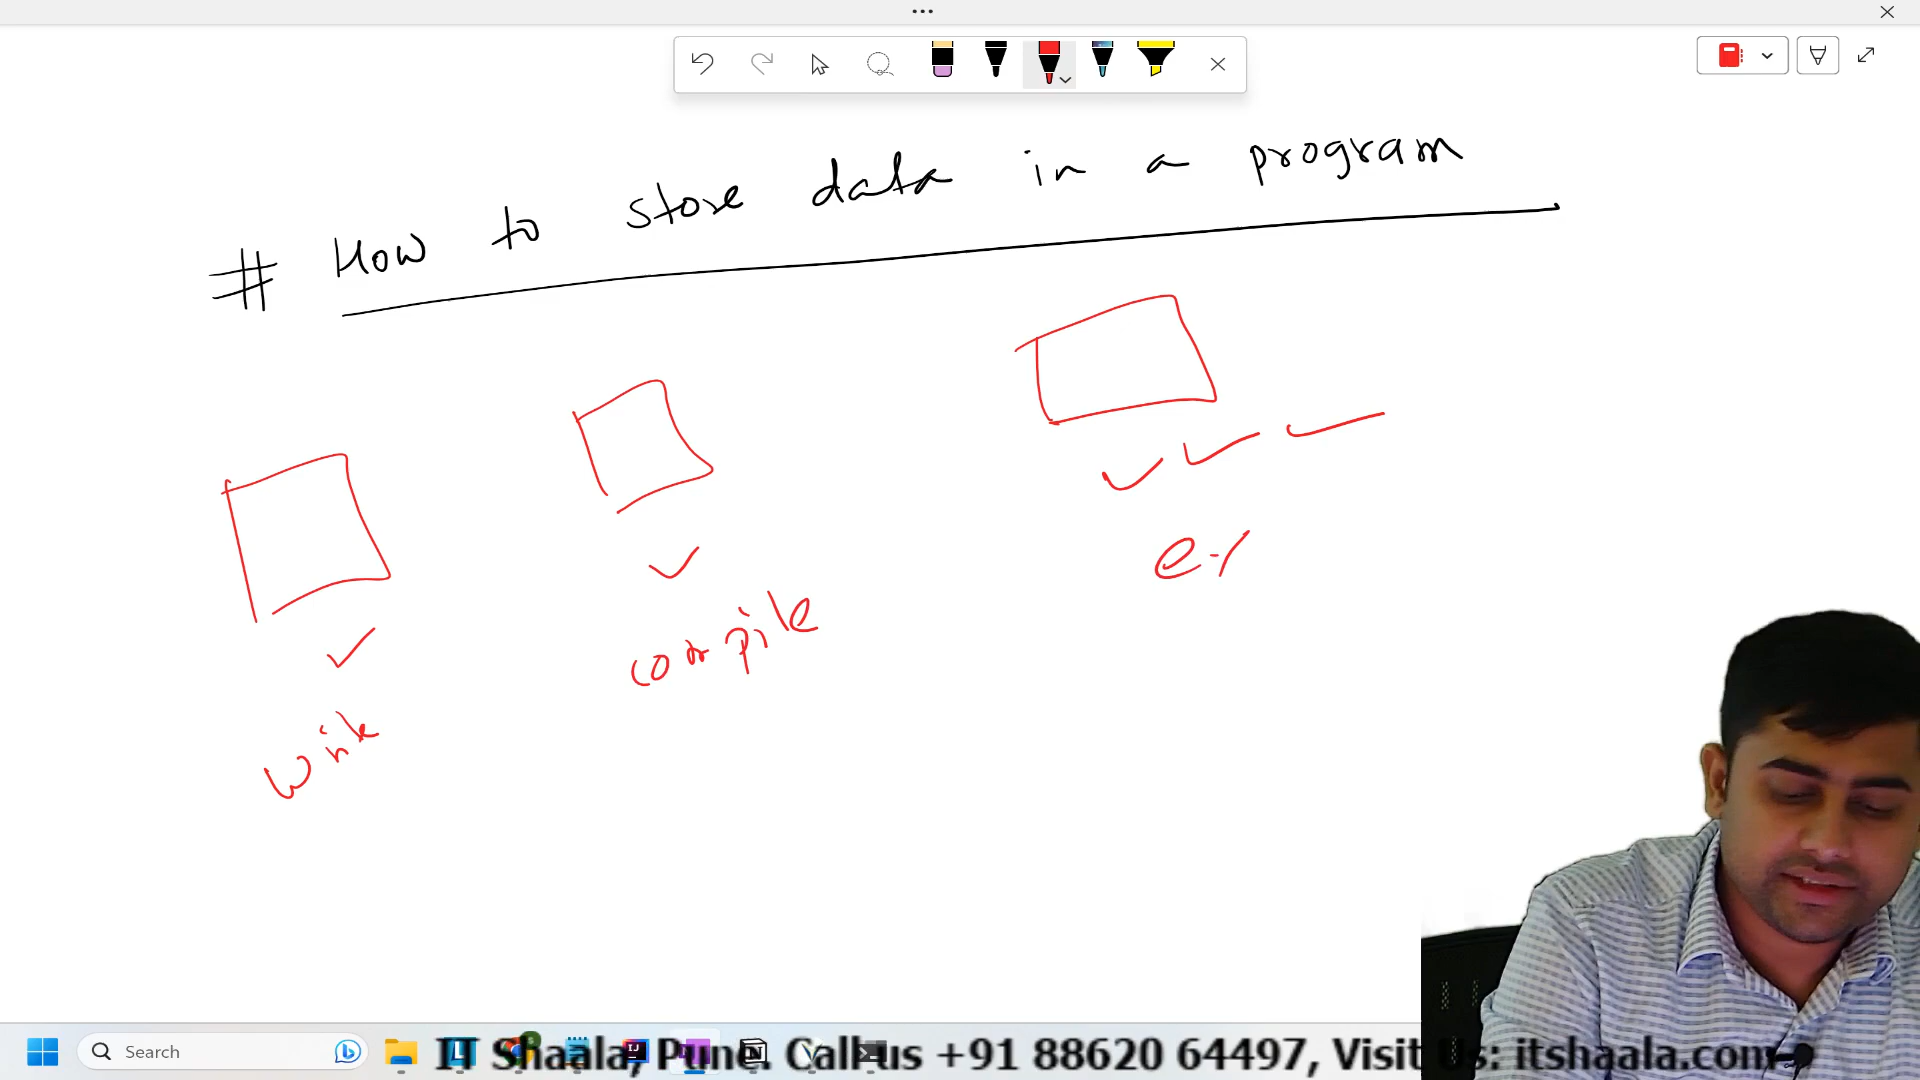 # How to store data in a program
write
compile
ex
Search
IT Shaala, Pune. Call us +91 88620 64497, Visit Us: itshaala.com